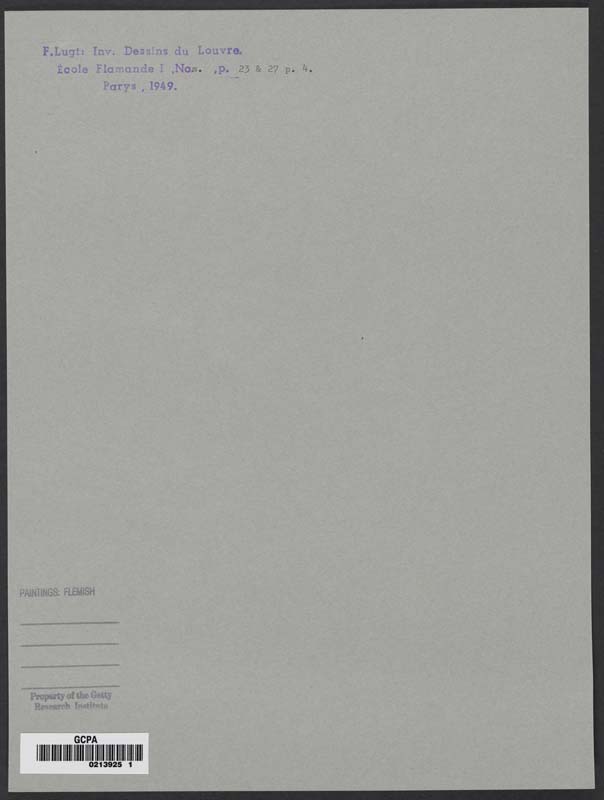 F.Lugt: Inv. Dessins du Louvre.
École Flamande I ,Nos. ,p. 23 & 27 p. 4.
Parys , 1949.
PAINTINGS: FLEMISH
Property of the Getty
Research Institute
GCPA
0213925 1